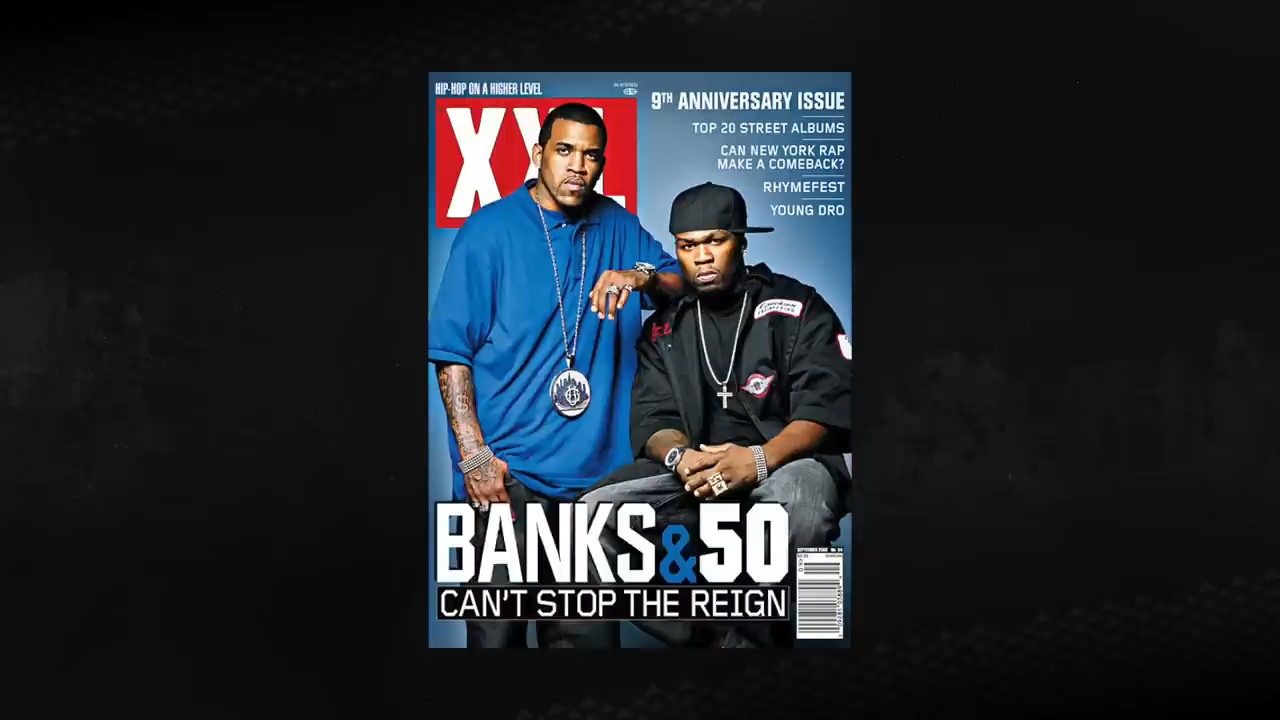 HIP-HOP ON A HIGHER LEVEL
XXL
9TH ANNIVERSARY ISSUE
TOP 20 STREET ALBUMS
CAN NEW YORK RAP
MAKE A COMEBACK?
RHYMEFEST
YOUNG DRO
BANKS & 50
CAN'T STOP THE REIGN